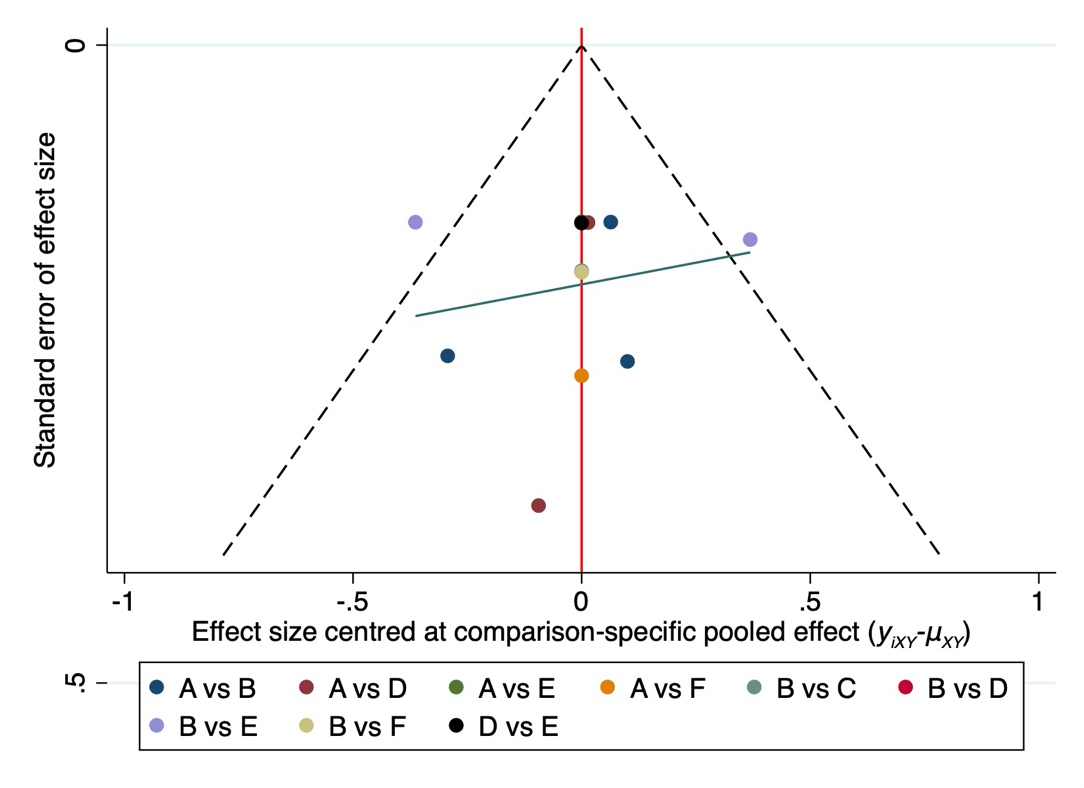 0
Standard error of effect size
-1 -.5 0 .5 1
Effect size centred at comparison-specific pooled effect (yiXY-μXY)
.5
A vs B A vs D A vs E A vs F B vs C B vs D
B vs E B vs F D vs E